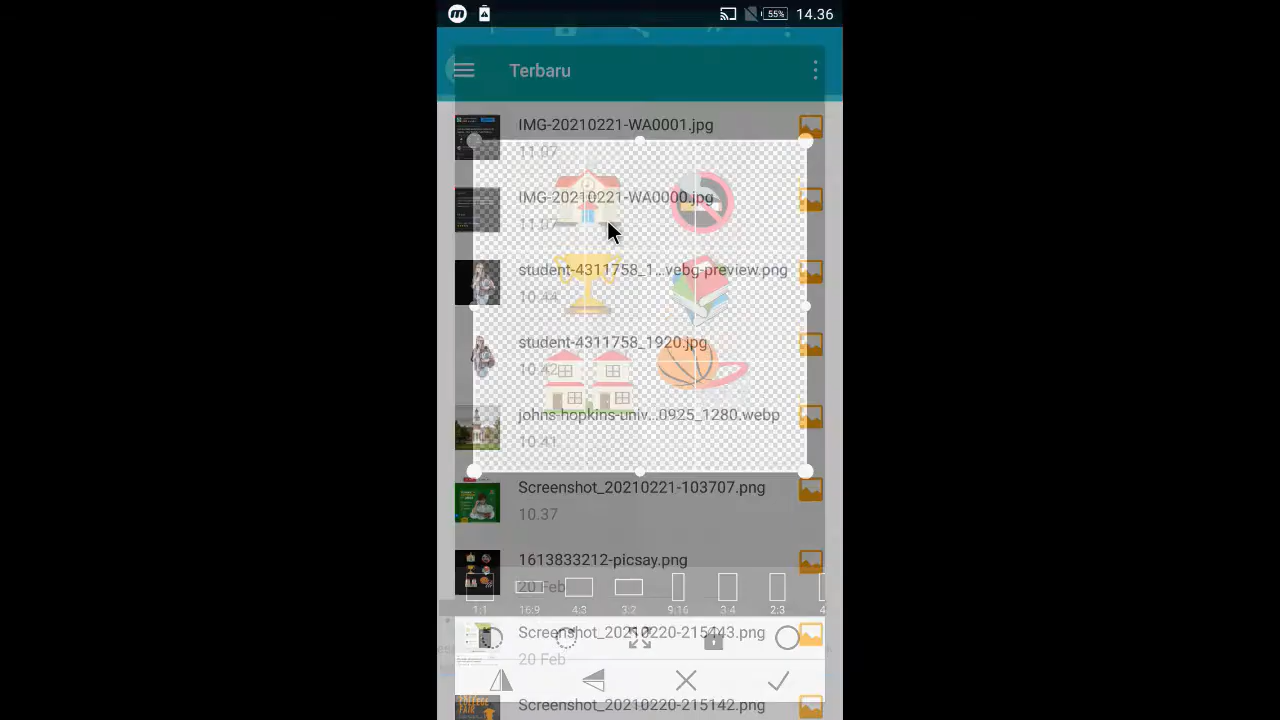 55% 14.36
Terbaru
IMG-20210221-WA0001.jpg
11.07
IMG-20210221-WA0000.jpg
11.07
student-4311758_1...vebg-preview.png
10.44
student-4311758_1920.jpg
10.42
johns-hopkins-univ...0925_1280.webp
10.41
Screenshot_20210221-103707.png
10.37
1613833212-picsay.png
20 Feb
1:1 16:9 4:3 3:2 9:16 3:4 2:3 4
Screenshot_20210220-215443.png
20 Feb
Screenshot_20210220-215142.png
COLLEGE
FAIR